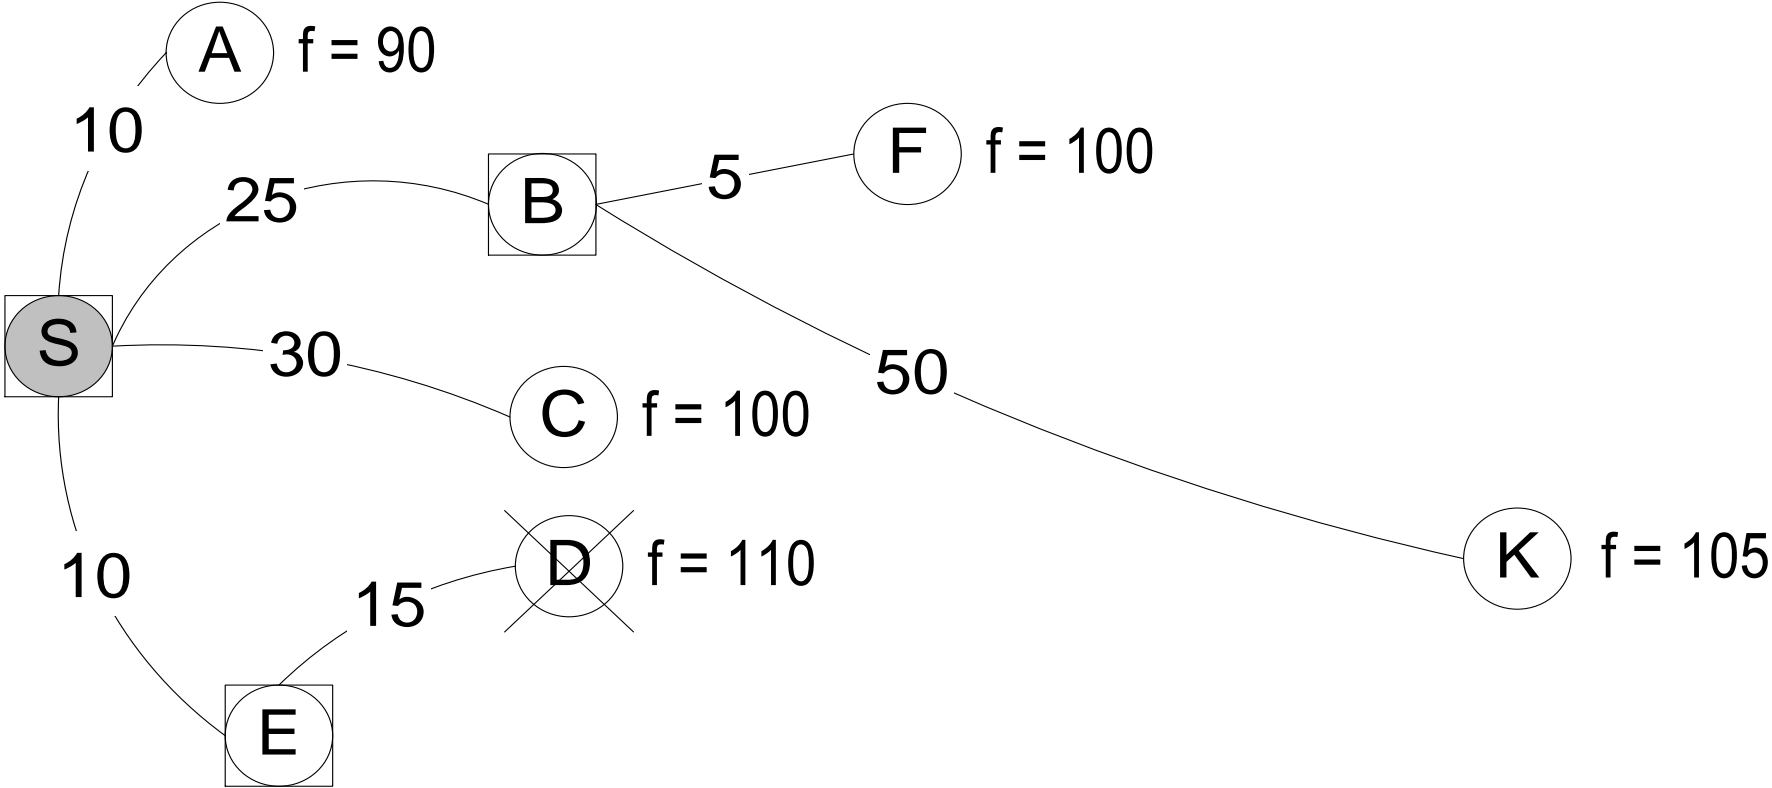 A f = 90
10
F f = 100
5
25
B
S
30
50
C f = 100
D f = 110
K f = 105
10
15
E